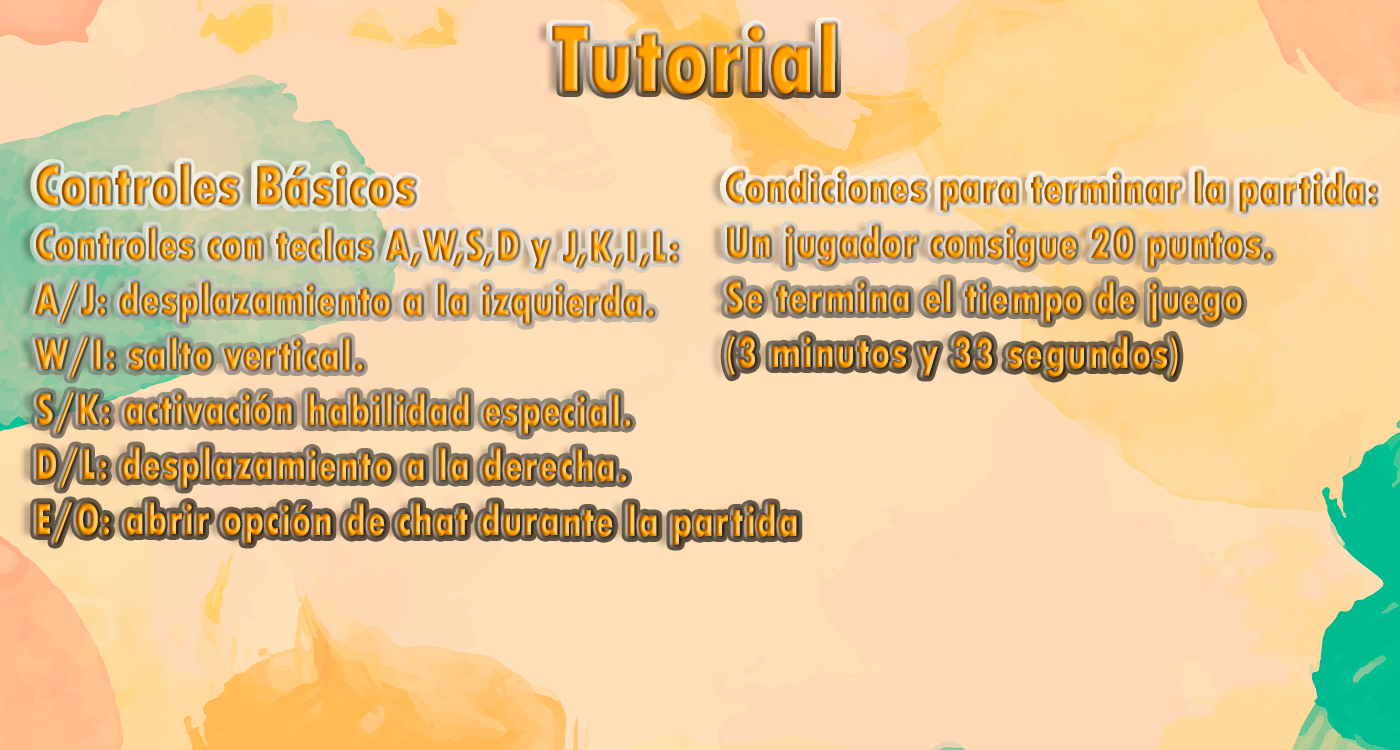 Tutorial
Controles Básicos
Controles con teclas A,W,S,D y J,K,I,L:
A/J: desplazamiento a la izquierda.
W/I: salto vertical.
S/K: activación habilidad especial.
D/L: desplazamiento a la derecha.
E/O: abrir opción de chat durante la partida
Condiciones para terminar la partida:
Un jugador consigue 20 puntos.
Se termina el tiempo de juego
(3 minutos y 33 segundos)